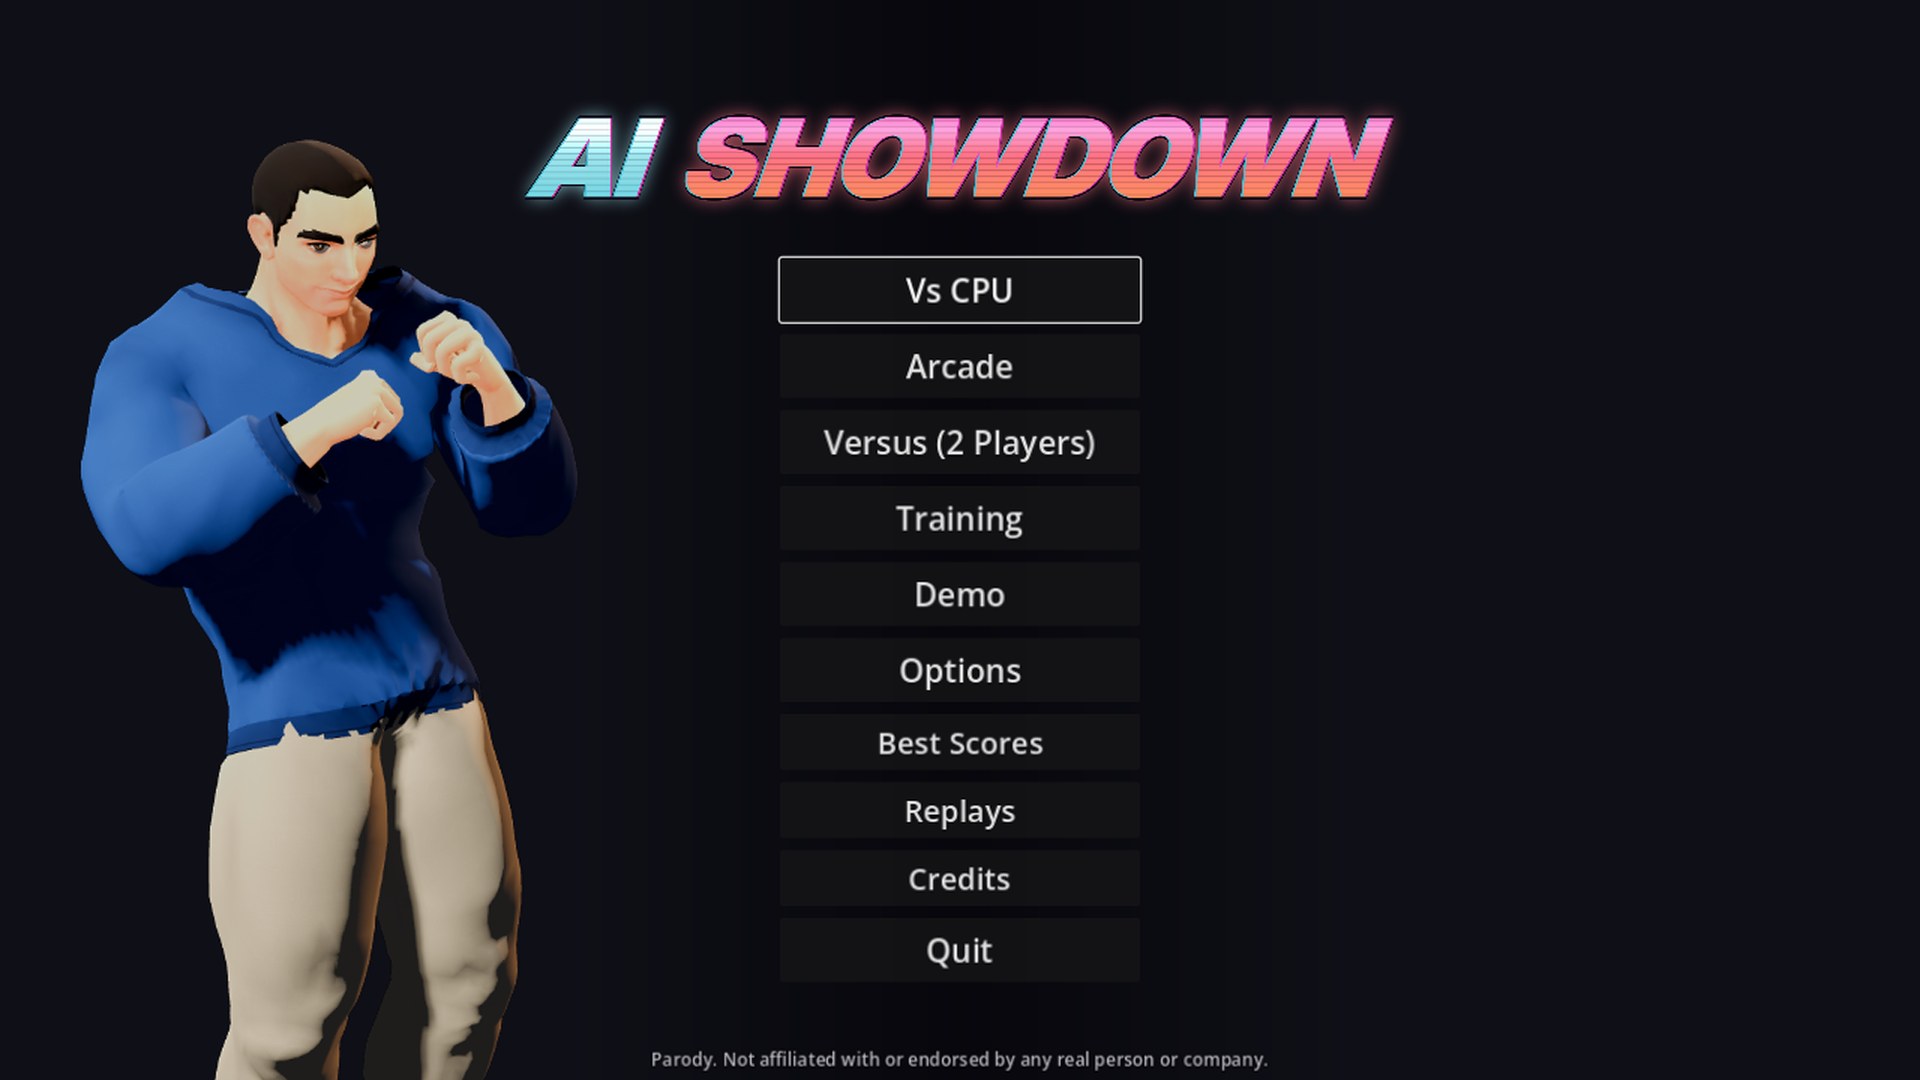 AI SHOWDOWN
Vs CPU
Arcade
Versus (2 Players)
Training
Demo
Options
Best Scores
Replays
Credits
Quit
Parody. Not affiliated with or endorsed by any real person or company.